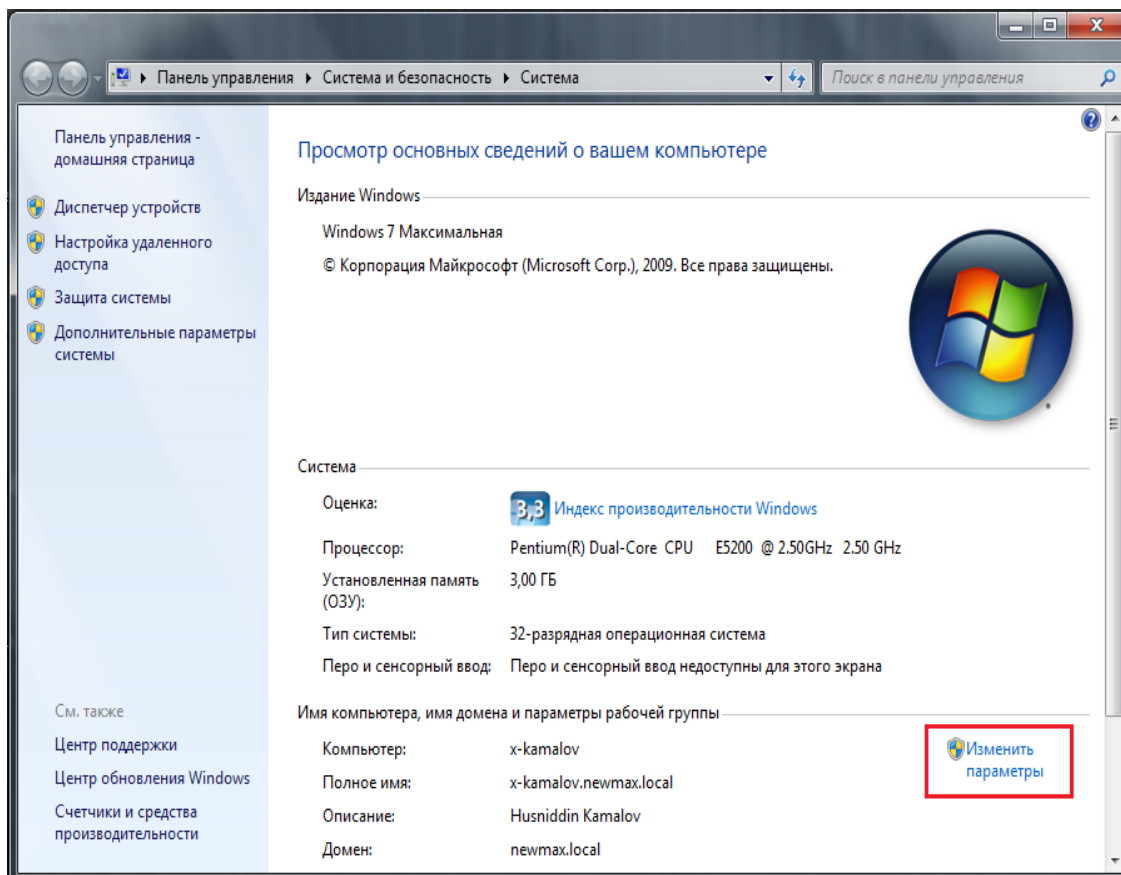 Панель управления ▸ Система и безопасность ▸ Система
Поиск в панели управления
Панель управления -
домашняя страница
Диспетчер устройств
Настройка удаленного
доступа
Защита системы
Дополнительные параметры
системы
См. также
Центр поддержки
Центр обновления Windows
Счетчики и средства
производительности
Просмотр основных сведений о вашем компьютере
Издание Windows
Windows 7 Максимальная
© Корпорация Майкрософт (Microsoft Corp.), 2009. Все права защищены.
Система
Оценка: 3,3 Индекс производительности Windows
Процессор: Pentium(R) Dual-Core CPU E5200 @ 2.50GHz 2.50 GHz
Установленная память 3,00 ГБ
(ОЗУ):
Тип системы: 32-разрядная операционная система
Перо и сенсорный ввод: Перо и сенсорный ввод недоступны для этого экрана
Имя компьютера, имя домена и параметры рабочей группы
Компьютер: x-kamalov
Полное имя: x-kamalov.newmax.local
Описание: Husniddin Kamalov
Домен: newmax.local
Изменить
параметры